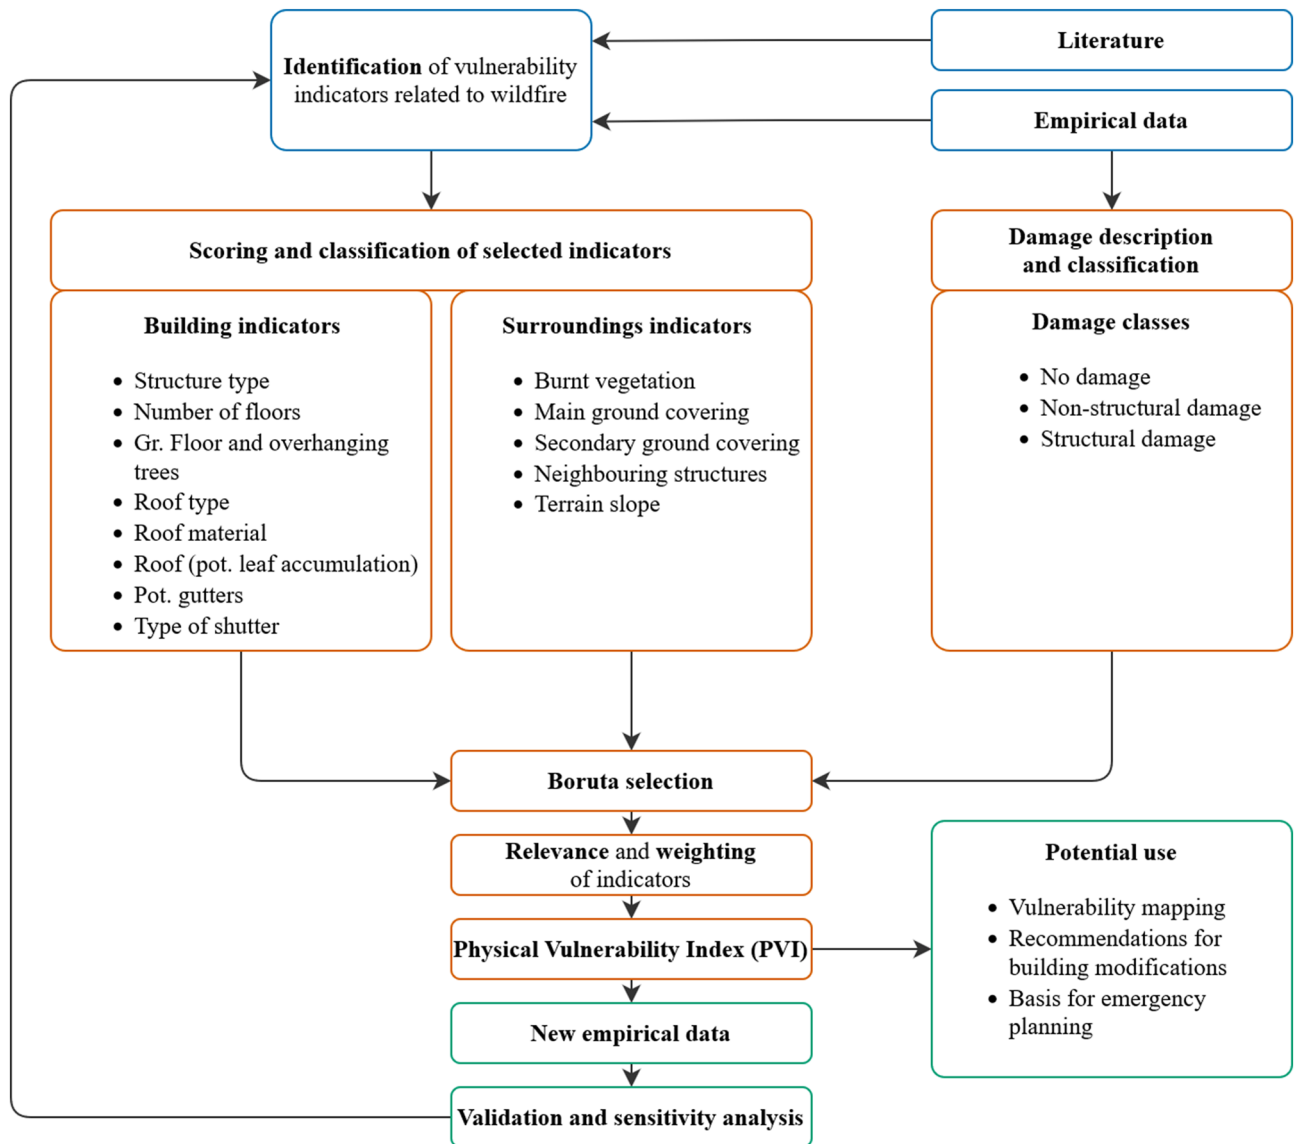 Identification of vulnerability
indicators related to wildfire
Literature
Empirical data
Scoring and classification of selected indicators
Building indicators
• Structure type
• Number of floors
• Gr. Floor and overhanging
trees
• Roof type
• Roof material
• Roof (pot. leaf accumulation)
• Pot. gutters
• Type of shutter
Surroundings indicators
• Burnt vegetation
• Main ground covering
• Secondary ground covering
• Neighbouring structures
• Terrain slope
Damage description
and classification
Damage classes
• No damage
• Non-structural damage
• Structural damage
Boruta selection
Relevance and weighting
of indicators
Physical Vulnerability Index (PVI)
New empirical data
Validation and sensitivity analysis
Potential use
• Vulnerability mapping
• Recommendations for
building modifications
• Basis for emergency
planning